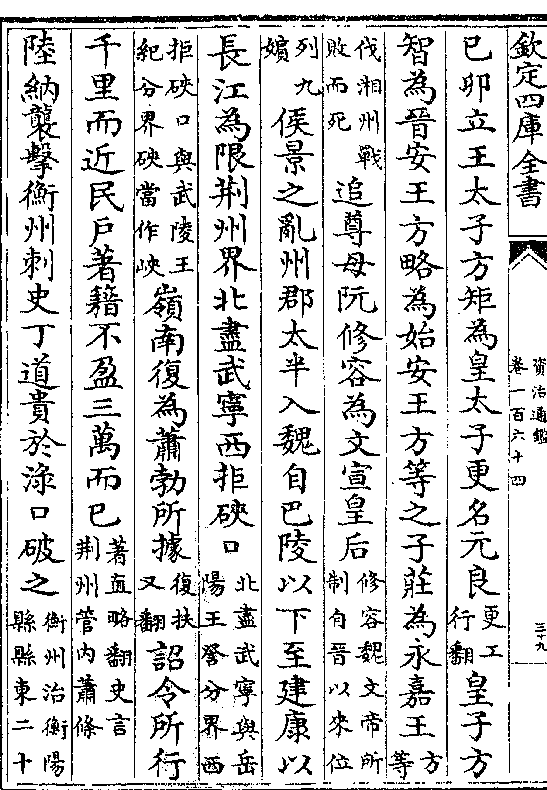 欽定四庫全書
資治通鑑
卷一百六十四
三十九
己卯立王太子方矩為皇太子更名元良更工行翻皇子方
智為晉安王方略為始安王方等之子莊為永嘉王方等
伐湘州戰敗而死追尊母阮修容為文宣皇后修容魏文帝所制自晉以來位
列九嬪侯景之亂州郡太半入魏自巴陵以下至建康以
長江為限荆州界北盡武寧西拒硤口北盡武寧與岳陽王詧分界西
拒硤口與武陵王紀分界硤當作峽嶺南復為蕭勃所據復扶又翻詔令所行
千里而近民戶著籍不盈三萬而已著直略翻史言荆州管内蕭條
陸納襲擊衡州刺史丁道貴於渌口破之衡州治衡陽縣縣東二十